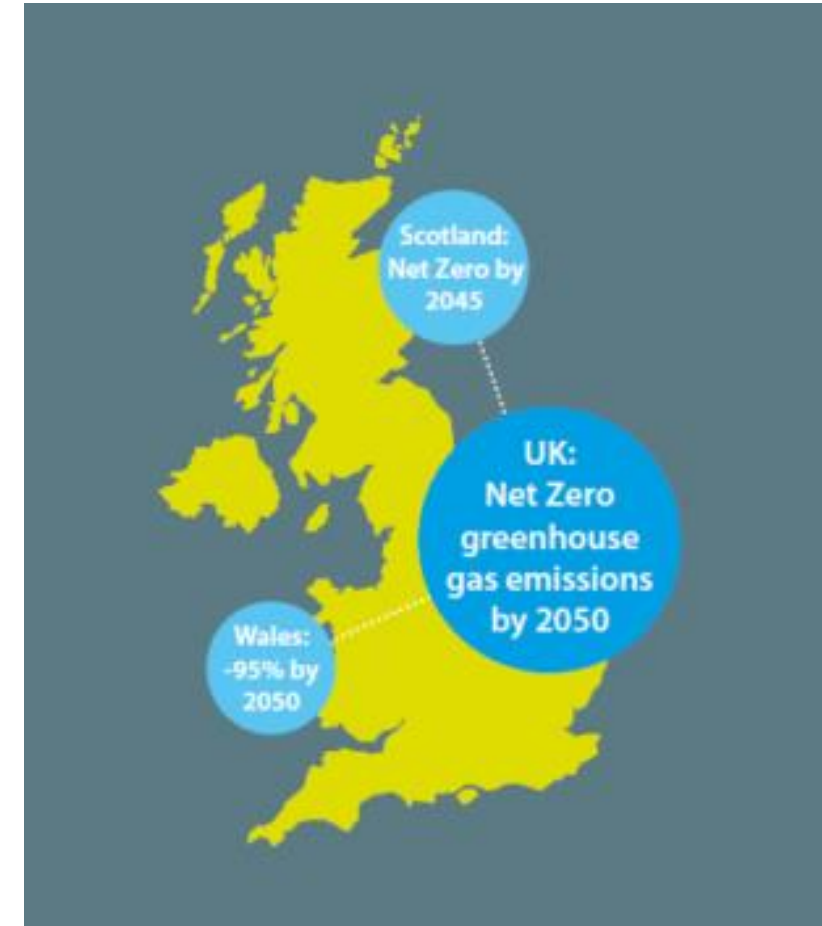 Scotland:
Net Zero by
2045
UK:
Net Zero
greenhouse
gas emissions
by 2050
Wales:
-95% by
2050